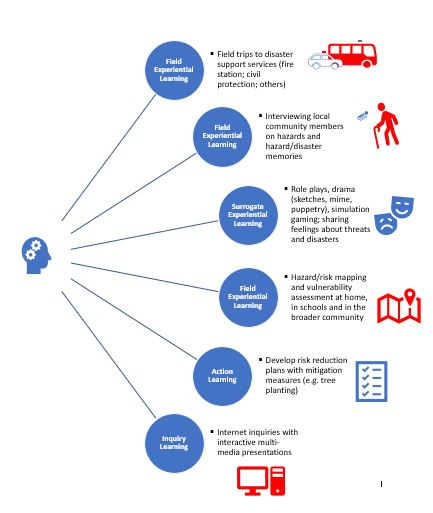 Field
Experiential
Learning
▪ Field trips to disaster
support services (fire
station; civil
protection; others)
Field
Experiential
Learning
▪ Interviewing local
community members
on hazards and
hazard/disaster
memories
Surrogate
Experiential
Learning
▪ Role plays, drama
(sketches, mime,
puppetry), simulation
gaming; sharing
feelings about threats
and disasters
Field
Experiential
Learning
▪ Hazard/risk mapping
and vulnerability
assessment at home,
in schools and in the
broader community
Action
Learning
▪ Develop risk reduction
plans with mitigation
measures (e.g. tree
planting)
Inquiry
Learning
▪ Internet inquiries with
interactive multi-
media presentations
I